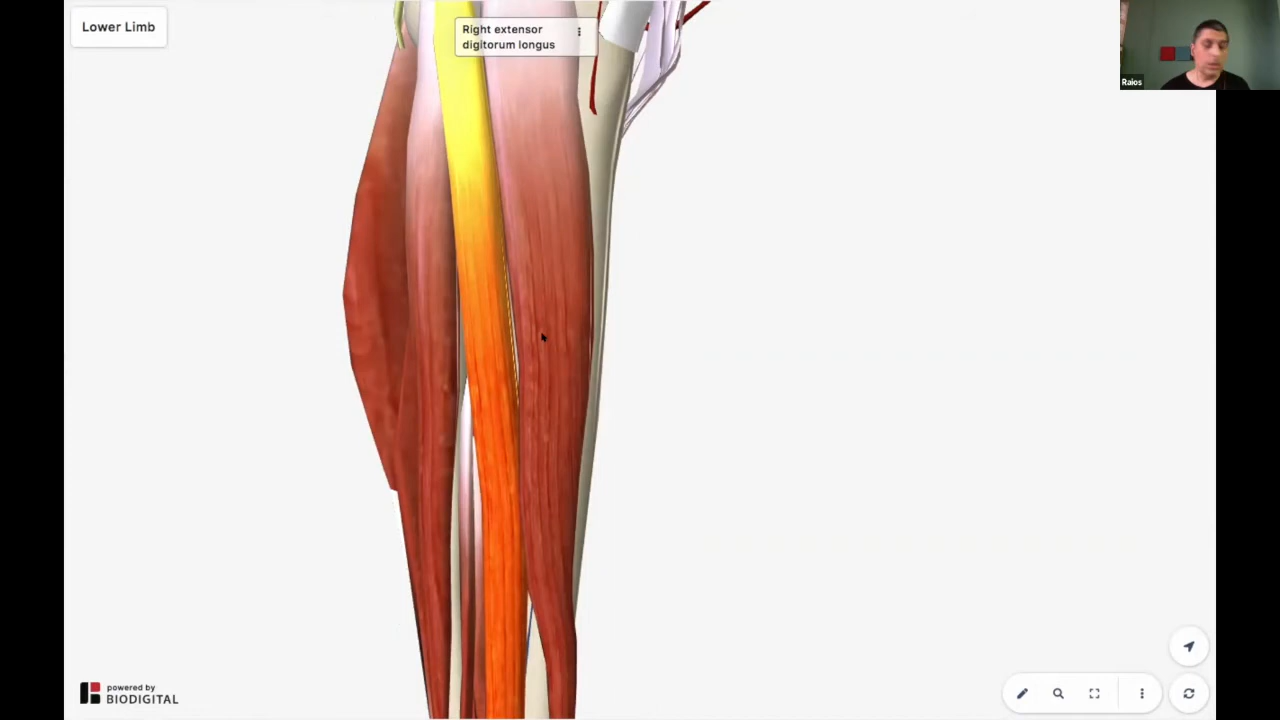 Lower Limb
Right extensor
digitorum longus
Raios
powered by
BIODIGITAL